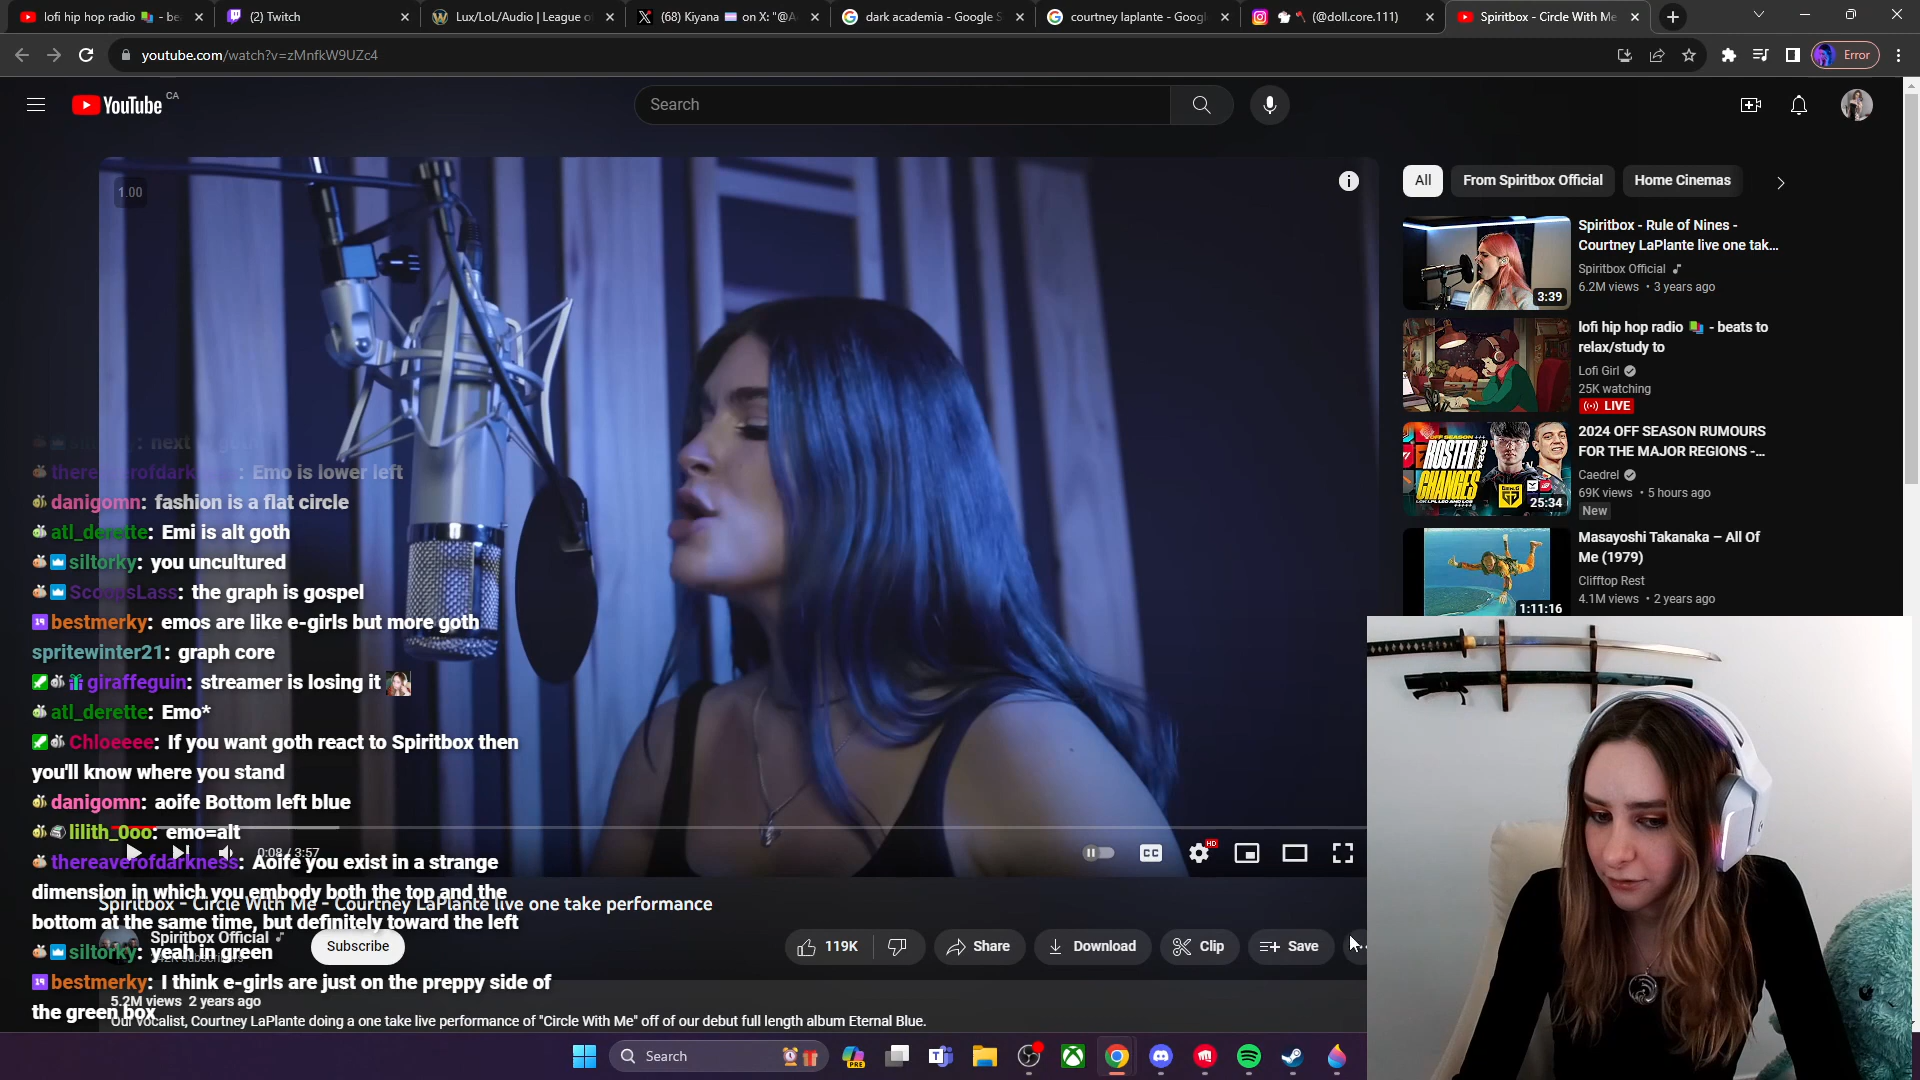 lofi hip hop radio - be
(2) Twitch
Lux/LoL/Audio | League o
(68) Kiyana on X: "@A
dark academia - Google S
courtney laplante - Googl
(@doll.core.111)
Spiritbox - Circle With Me
youtube.com/watch?v=zMnfkW9UZc4
Error
YouTube CA
Search
1.00
All
From Spiritbox Official
Home Cinemas
Spiritbox - Rule of Nines -
Courtney LaPlante live one tak...
Spiritbox Official
6.2M views • 3 years ago
3:39
lofi hip hop radio - beats to
relax/study to
Lofi Girl
25K watching
LIVE
2024 OFF SEASON RUMOURS
FOR THE MAJOR REGIONS -...
Caedrel
69K views • 5 hours ago
New
ROSTER
CHANGES
25:34
Masayoshi Takanaka – All Of
Me (1979)
Clifftop Rest
4.1M views • 2 years ago
1:11:16
: next
: Emo is lower left
danigomn: fashion is a flat circle
atl_derette: Emi is alt goth
siltorky: you uncultured
ScoopsLass: the graph is gospel
bestmerky: emos are like e-girls but more goth
spritewinter21: graph core
giraffeguin: streamer is losing it
atl_derette: Emo*
Chloeeee: If you want goth react to Spiritbox then
you'll know where you stand
danigomn: aoife Bottom left blue
lilith_0oo: emo=alt
0:08 / 3:57
CC
HD
thereaverofdarkness: Aoife you exist in a strange
dimension in which you embody both the top and the
bottom at the same time, but definitely toward the left
Spiritbox - Circle With Me - Courtney LaPlante live one take performance
Spiritbox Official
Subscribe
119K
Share
Download
Clip
Save
siltorky: yeah in green
bestmerky: I think e-girls are just on the preppy side of
the green box
5.2M views 2 years ago
Our vocalist, Courtney LaPlante doing a one take live performance of "Circle With Me" off of our debut full length album Eternal Blue.
Search
PRE